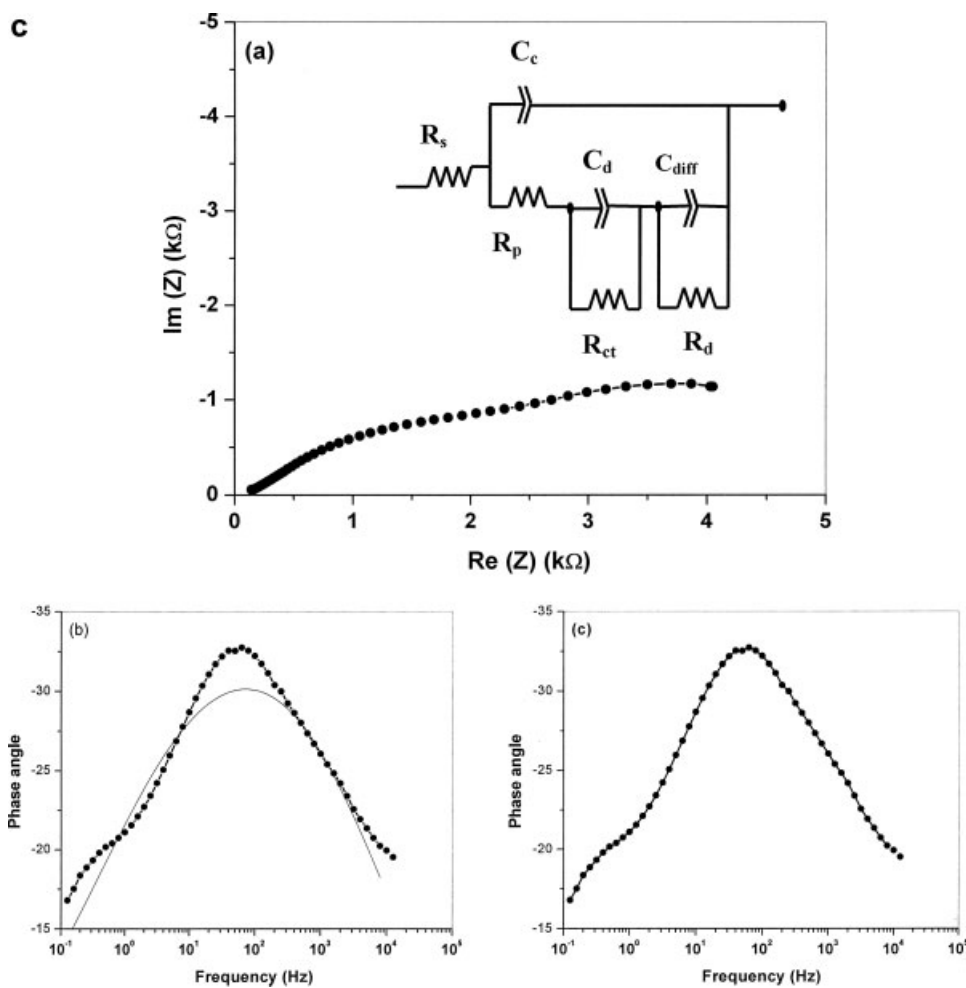 c
(a)
-5
-4
-3
-2
-1
0
Im (Z) (kΩ)
0 1 2 3 4 5
Re (Z) (kΩ)
C_c
R_s
C_d
C_diff
R_p
R_ct
R_d
(b)
-35
-30
-25
-20
-15
Phase angle
10^-1 10^0 10^1 10^2 10^3 10^4 10^5
Frequency (Hz)
(c)
-35
-30
-25
-20
-15
Phase angle
10^-1 10^0 10^1 10^2 10^3 10^4 10^5
Frequency (Hz)